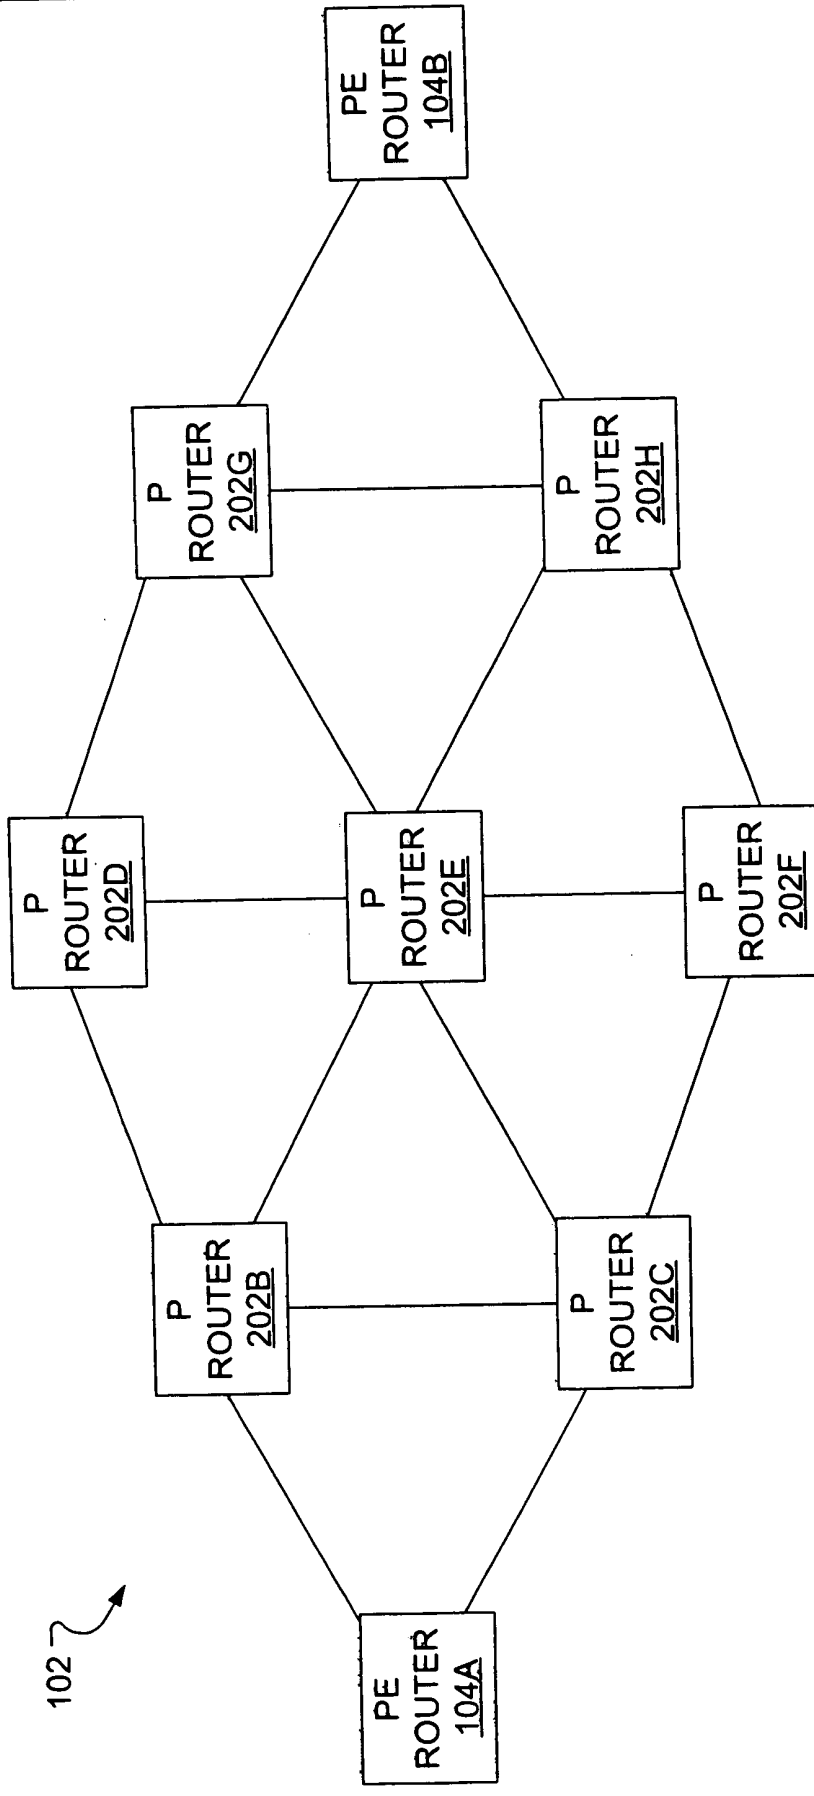 102
PE
ROUTER
104A
P
ROUTER
202B
P
ROUTER
202C
P
ROUTER
202D
P
ROUTER
202E
P
ROUTER
202F
P
ROUTER
202G
P
ROUTER
202H
PE
ROUTER
104B